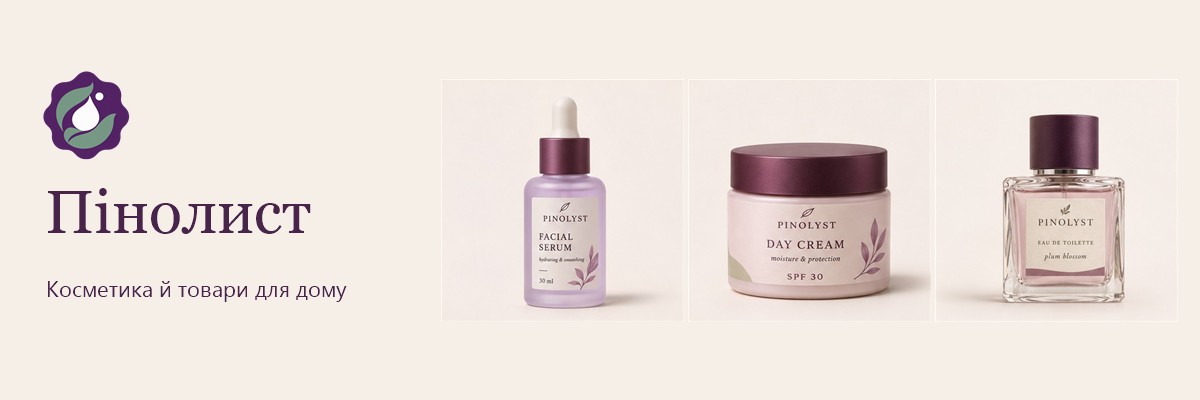 Пінолист
Косметика й товари для дому
PINOLYST
FACIAL
SERUM
hydrating & smoothing
30 ml
PINOLYST
DAY CREAM
moisture & protection
SPF 30
PINOLYST
EAU DE TOILETTE
plum blossom